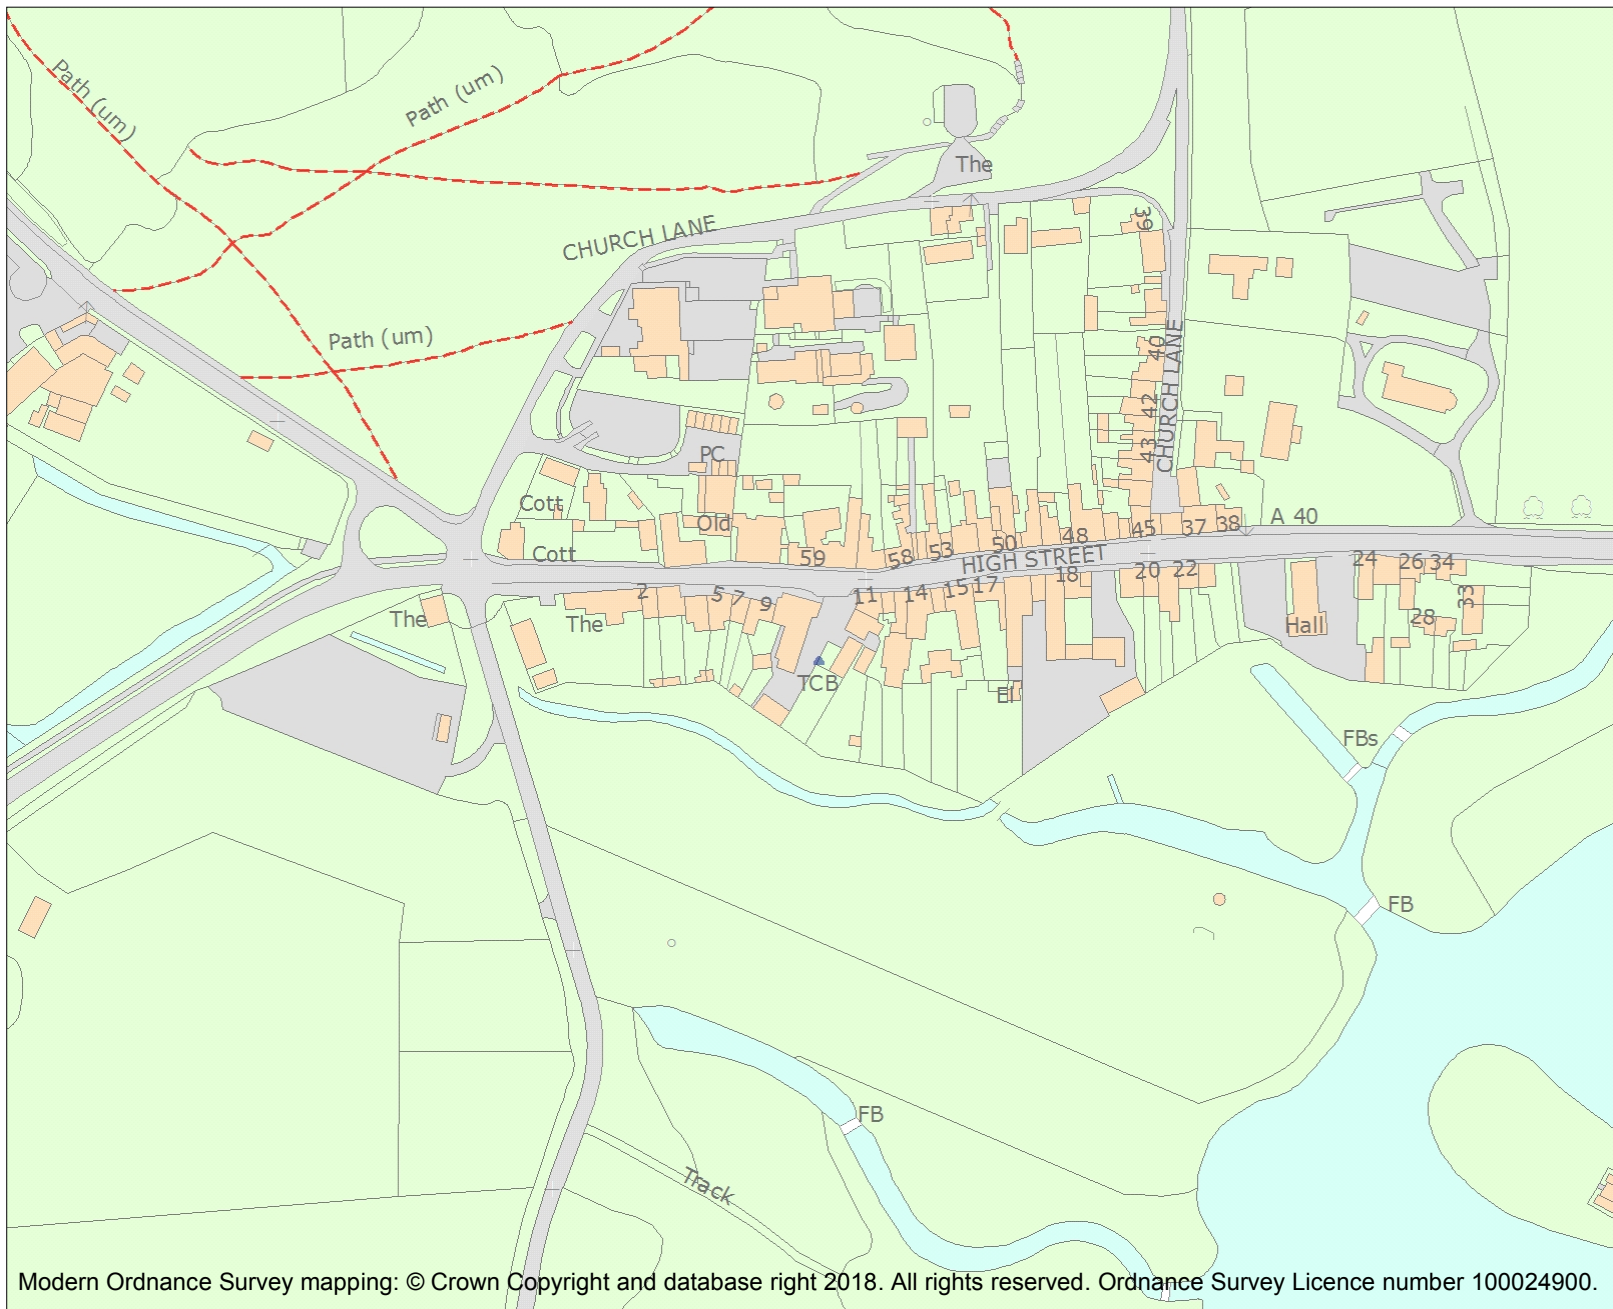 Path (um)
Path (um)
The
CHURCH LANE
39
Path (um)
40
CHURCH LANE
42
43
PC
Cott
Old
Cott
59
58
53
50
48
45
37
38
A 40
HIGH STREET
2
5
7
9
11
14
15
17
18
20
22
24
26
34
33
28
The
The
Hall
TCB
El
FBs
FB
FB
Track
Modern Ordnance Survey mapping: © Crown Copyright and database right 2018. All rights reserved. Ordnance Survey Licence number 100024900.